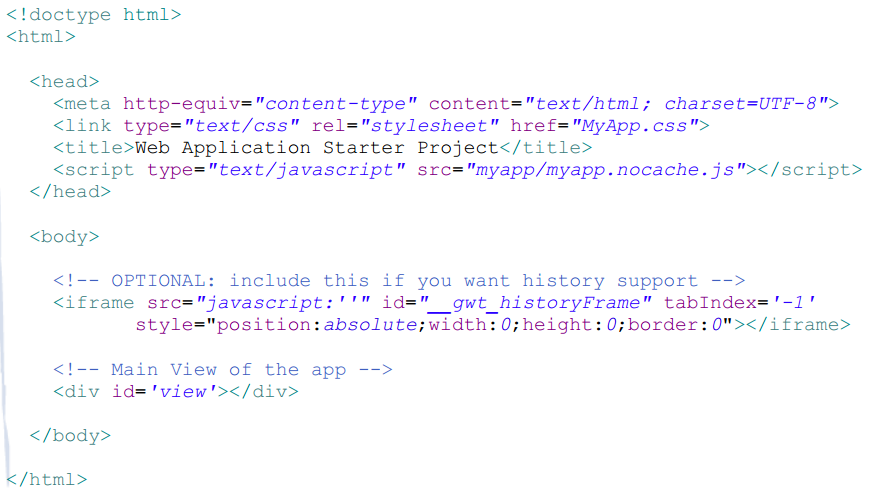 <!doctype html>
<html>
<head>
<meta http-equiv="content-type" content="text/html; charset=UTF-8">
<link type="text/css" rel="stylesheet" href="MyApp.css">
<title>Web Application Starter Project</title>
<script type="text/javascript" src="myapp/myapp.nocache.js"></script>
</head>
<body>
<!-- OPTIONAL: include this if you want history support -->
<iframe src="javascript:''" id="__gwt_historyFrame" tabIndex='-1'
style="position:absolute;width:0;height:0;border:0"></iframe>
<!-- Main View of the app -->
<div id='view'></div>
</body>
</html>